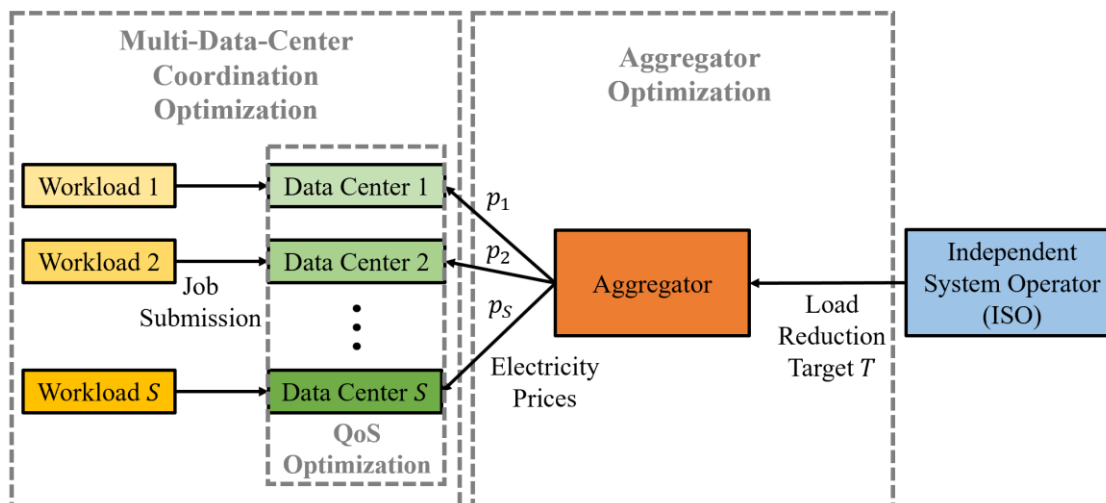 Multi-Data-Center
Coordination
Optimization
Aggregator
Optimization
Workload 1
Data Center 1
Workload 2
Data Center 2
Job
Submission
Workload S
Data Center S
QoS
Optimization
p₁
p₂
p_S
Electricity
Prices
Aggregator
Load
Reduction
Target T
Independent
System Operator
(ISO)